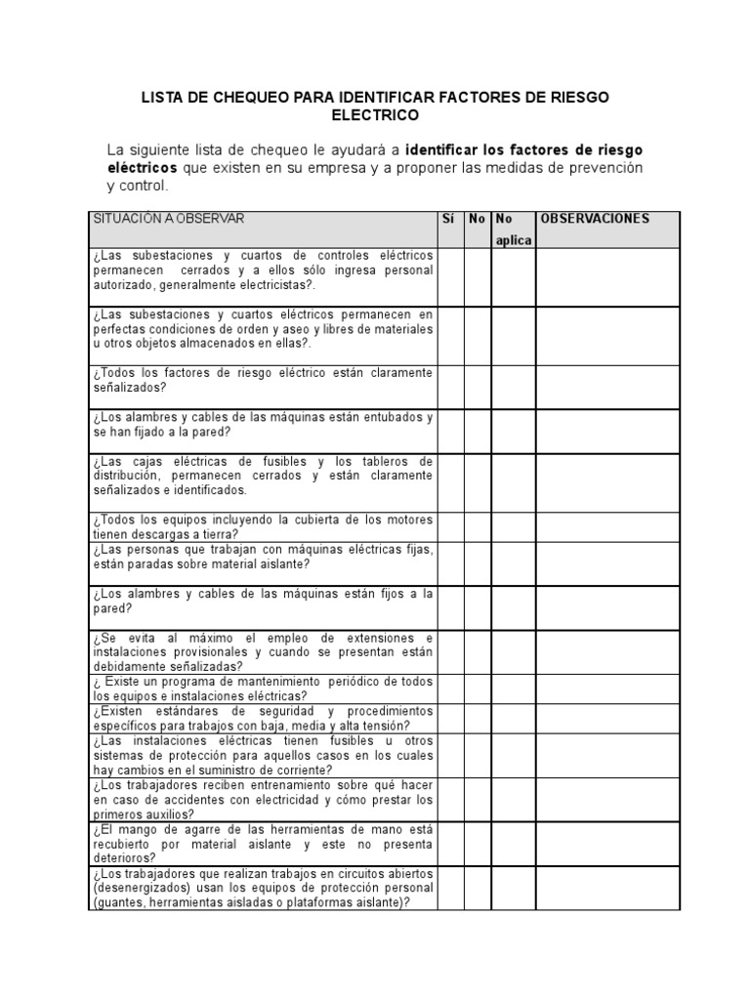 LISTA DE CHEQUEO PARA IDENTIFICAR FACTORES DE RIESGO
ELECTRICO
La siguiente lista de chequeo le ayudará a identificar los factores de riesgo
eléctricos que existen en su empresa y a proponer las medidas de prevención
y control.
SITUACIÓN A OBSERVAR Sí No No OBSERVACIONES
aplica
¿Las subestaciones y cuartos de controles eléctricos
permanecen cerrados y a ellos sólo ingresa personal
autorizado, generalmente electricistas?.
¿Las subestaciones y cuartos eléctricos permanecen en
perfectas condiciones de orden y aseo y libres de materiales
u otros objetos almacenados en ellas?.
¿Todos los factores de riesgo eléctrico están claramente
señalizados?
¿Los alambres y cables de las máquinas están entubados y
se han fijado a la pared?
¿Las cajas eléctricas de fusibles y los tableros de
distribución, permanecen cerrados y están claramente
señalizados e identificados.
¿Todos los equipos incluyendo la cubierta de los motores
tienen descargas a tierra?
¿Las personas que trabajan con máquinas eléctricas fijas,
están paradas sobre material aislante?
¿Los alambres y cables de las máquinas están fijos a la
pared?
¿Se evita al máximo el empleo de extensiones e
instalaciones provisionales y cuando se presentan están
debidamente señalizadas?
¿ Existe un programa de mantenimiento periódico de todos
los equipos e instalaciones eléctricas?
¿Existen estándares de seguridad y procedimientos
específicos para trabajos con baja, media y alta tensión?
¿Las instalaciones eléctricas tienen fusibles u otros
sistemas de protección para aquellos casos en los cuales
hay cambios en el suministro de corriente?
¿Los trabajadores reciben entrenamiento sobre qué hacer
en caso de accidentes con electricidad y cómo prestar los
primeros auxilios?
¿El mango de agarre de las herramientas de mano está
recubierto por material aislante y este no presenta
deterioros?
¿Los trabajadores que realizan trabajos en circuitos abiertos
(desenergizados) usan los equipos de protección personal
(guantes, herramientas aisladas o plataformas aislante)?